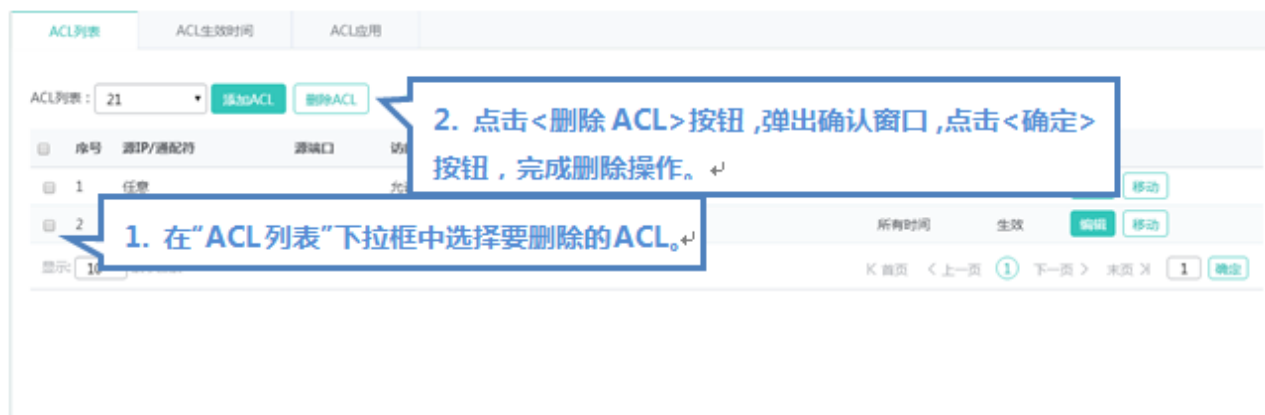 ACL列表 ACL生效时间 ACL应用
ACL列表： 21 添加ACL 删除ACL
2. 点击<删除 ACL>按钮 ,弹出确认窗口 ,点击<确定>
按钮，完成删除操作。↵
序号 源IP/通配符 源端口
1 任意 移动
2 所有时间 生效 编辑 移动
1. 在“ACL 列表”下拉框中选择要删除的ACL。↵
显示: 10 K 首页 < 上一页 1 下一页 > 末页 X 1 确定